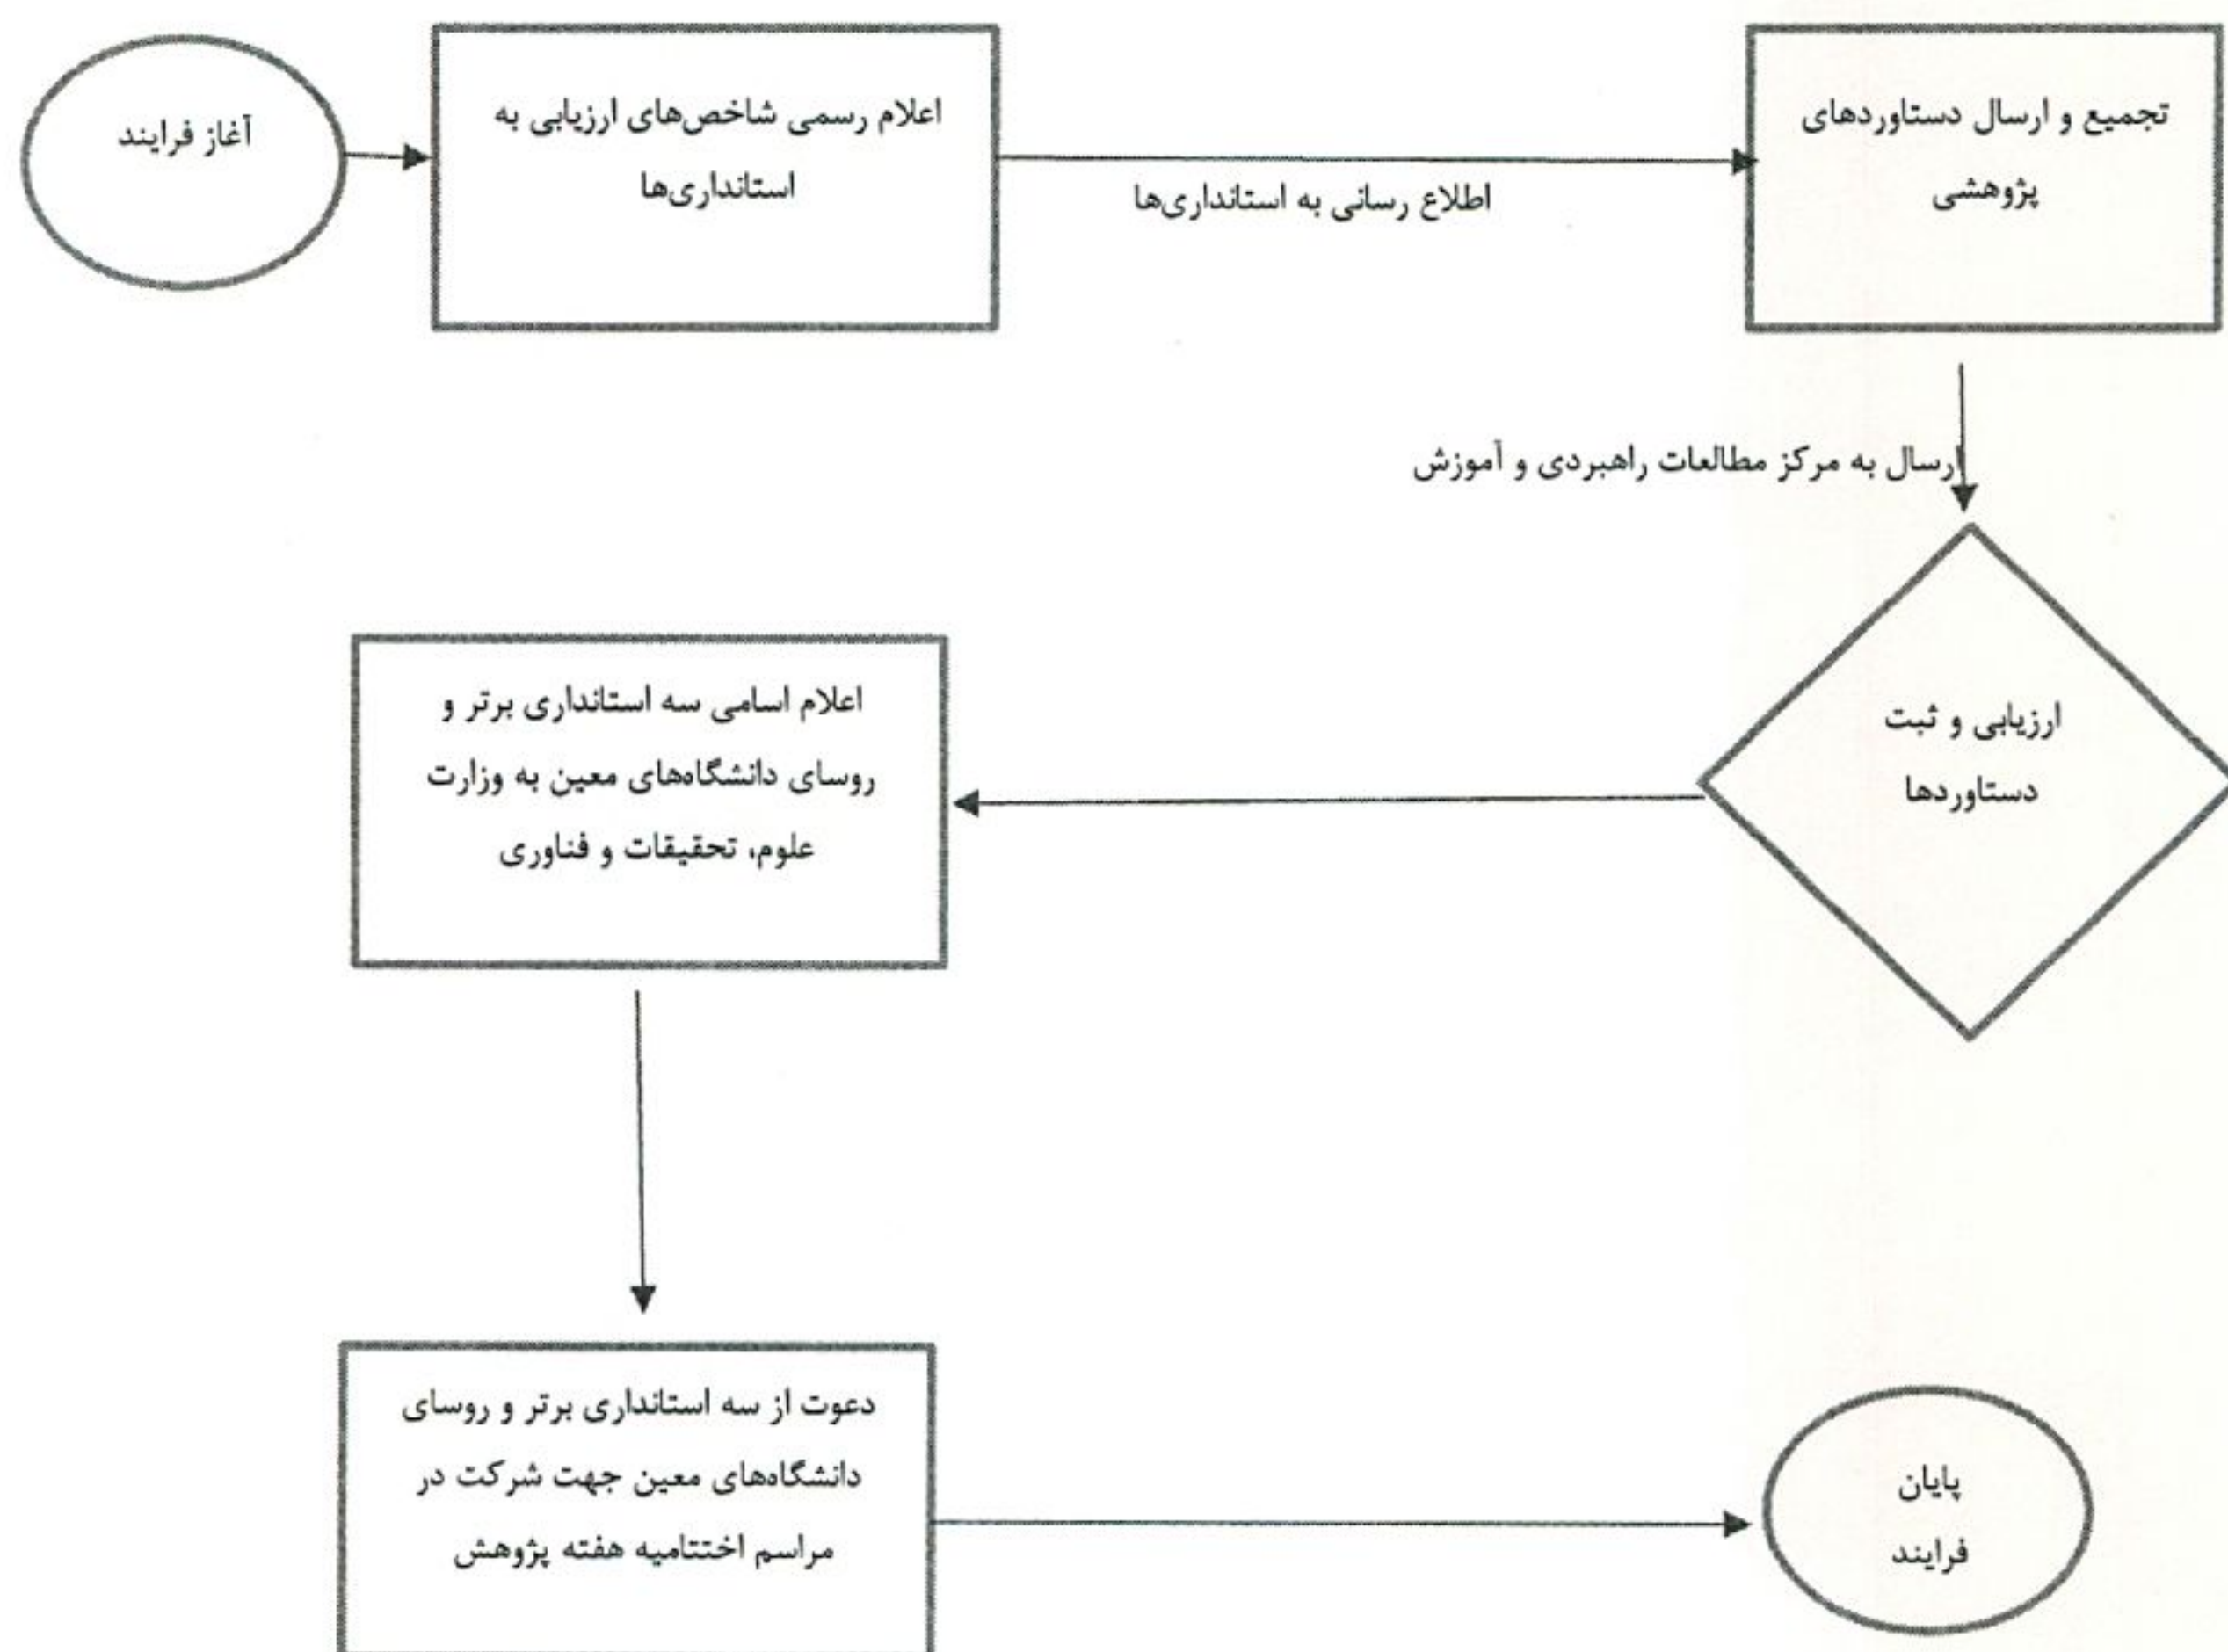 آغاز فرایند
اعلام رسمی شاخص‌های ارزیابی به
استانداری‌ها
اطلاع رسانی به استانداری‌ها
تجمیع و ارسال دستاوردهای
پژوهشی
ارسال به مرکز مطالعات راهبردی و آموزش
ارزیابی و ثبت
دستاوردها
اعلام اسامی سه استانداری برتر و
روسای دانشگاه‌های معین به وزارت
علوم، تحقیقات و فناوری
دعوت از سه استانداری برتر و روسای
دانشگاه‌های معین جهت شرکت در
مراسم اختتامیه هفته پژوهش
پایان
فرایند